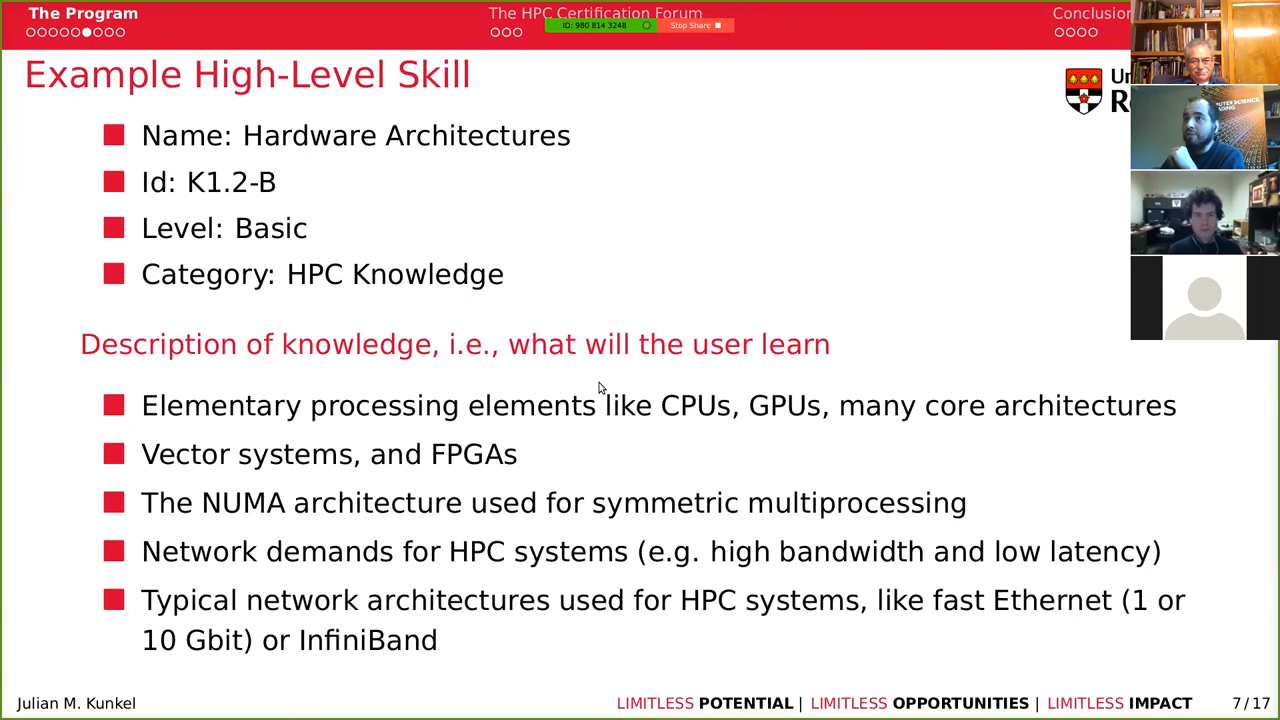 The Program
The HPC Certification Forum
Conclusion
ID: 980 814 3248
Stop Share
Example High-Level Skill
Name: Hardware Architectures
Id: K1.2-B
Level: Basic
Category: HPC Knowledge
Description of knowledge, i.e., what will the user learn
Elementary processing elements like CPUs, GPUs, many core architectures
Vector systems, and FPGAs
The NUMA architecture used for symmetric multiprocessing
Network demands for HPC systems (e.g. high bandwidth and low latency)
Typical network architectures used for HPC systems, like fast Ethernet (1 or
10 Gbit) or InfiniBand
Julian M. Kunkel
LIMITLESS POTENTIAL | LIMITLESS OPPORTUNITIES | LIMITLESS IMPACT
7/17